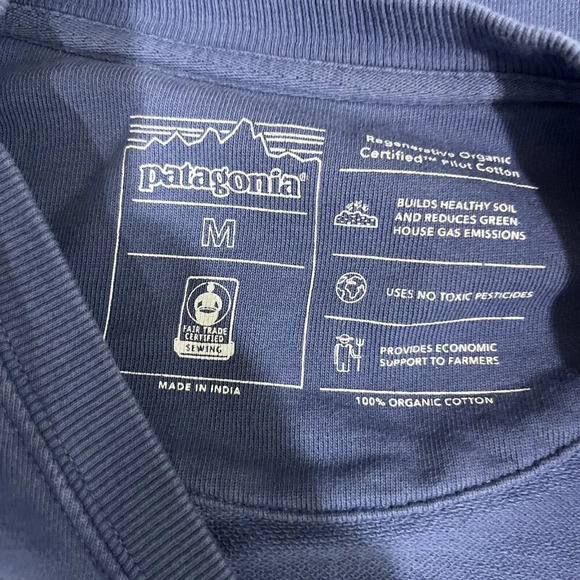 patagonia®
M
FAIR TRADE
CERTIFIED
SEWING
MADE IN INDIA
Regenerative Organic
Certified™ Pilot Cotton
BUILDS HEALTHY SOIL
AND REDUCES GREEN-
HOUSE GAS EMISSIONS
USES NO TOXIC PESTICIDES
PROVIDES ECONOMIC
SUPPORT TO FARMERS
100% ORGANIC COTTON